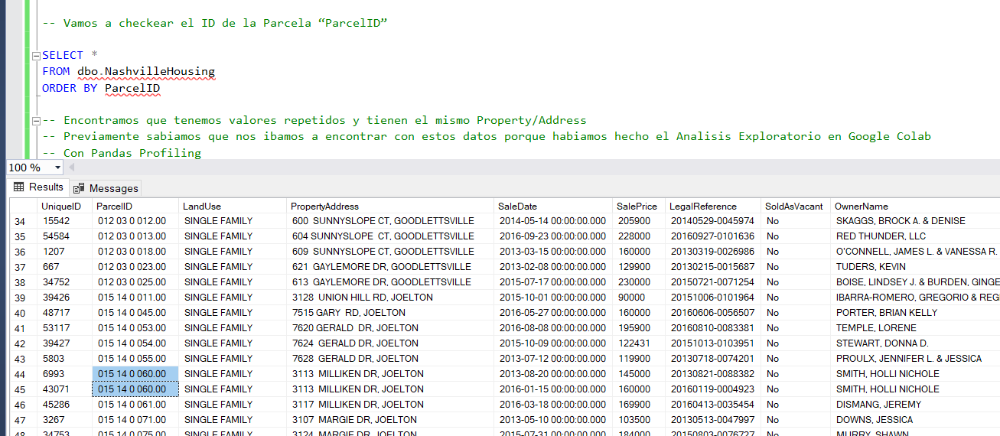 -- Vamos a checkear el ID de la Parcela “ParcelID”
SELECT *
FROM dbo.NashvilleHousing
ORDER BY ParcelID
-- Encontramos que tenemos valores repetidos y tienen el mismo Property/Address
-- Previamente sabiamos que nos ibamos a encontrar con estos datos porque habiamos hecho el Analisis Exploratorio en Google Colab
-- Con Pandas Profiling
100 %
Results Messages
UniqueID ParcelID LandUse PropertyAddress SaleDate SalePrice LegalReference SoldAsVacant OwnerName
34 15542 012 03 0 012.00 SINGLE FAMILY 600 SUNNYSLOPE CT, GOODLETTSVILLE 2014-05-14 00:00:00.000 205900 20140529-0045974 No SKAGGS, BROCK A. & DENISE
35 54584 012 03 0 013.00 SINGLE FAMILY 604 SUNNYSLOPE CT, GOODLETTSVILLE 2016-09-23 00:00:00.000 228000 20160927-0101636 No RED THUNDER, LLC
36 1207 012 03 0 018.00 SINGLE FAMILY 609 SUNNYSLOPE CT, GOODLETTSVILLE 2013-03-15 00:00:00.000 160000 20130319-0026986 No O'CONNELL, JAMES L. & VANESSA R.
37 667 012 03 0 023.00 SINGLE FAMILY 621 GAYLEMORE DR, GOODLETTSVILLE 2013-02-08 00:00:00.000 129900 20130215-0015687 No TUDERS, KEVIN
38 34752 012 03 0 025.00 SINGLE FAMILY 613 GAYLEMORE DR, GOODLETTSVILLE 2015-07-17 00:00:00.000 230000 20150721-0071254 No BOISE, LINDSEY J. & BURDEN, GINGE
39 39426 015 14 0 011.00 SINGLE FAMILY 3128 UNION HILL RD, JOELTON 2015-10-01 00:00:00.000 90000 20151006-0101964 No IBARRA-ROMERO, GREGORIO & REG
40 48717 015 14 0 045.00 SINGLE FAMILY 7515 GARY RD, JOELTON 2016-05-27 00:00:00.000 160000 20160606-0056507 No PORTER, BRIAN KELLY
41 53117 015 14 0 053.00 SINGLE FAMILY 7620 GERALD DR, JOELTON 2016-08-08 00:00:00.000 195900 20160810-0083381 No TEMPLE, LORENE
42 39427 015 14 0 054.00 SINGLE FAMILY 7624 GERALD DR, JOELTON 2015-10-09 00:00:00.000 122431 20151013-0103951 No STEWART, DONNA D.
43 5803 015 14 0 055.00 SINGLE FAMILY 7628 GERALD DR, JOELTON 2013-07-12 00:00:00.000 119900 20130718-0074201 No PROULX, JENNIFER L. & JESSICA
44 6993 015 14 0 060.00 SINGLE FAMILY 3113 MILLIKEN DR, JOELTON 2013-08-20 00:00:00.000 145000 20130821-0088382 No SMITH, HOLLI NICHOLE
45 43071 015 14 0 060.00 SINGLE FAMILY 3113 MILLIKEN DR, JOELTON 2016-01-15 00:00:00.000 160000 20160119-0004923 No SMITH, HOLLI NICHOLE
46 45286 015 14 0 061.00 SINGLE FAMILY 3117 MILLIKEN DR, JOELTON 2016-03-18 00:00:00.000 169900 20160413-0035454 No DISMANG, JEREMY
47 3267 015 14 0 071.00 SINGLE FAMILY 3107 MARGIE DR, JOELTON 2013-05-10 00:00:00.000 103500 20130513-0047997 No DOWNS, JESSICA
48 34753 015 14 0 075.00 SINGLE FAMILY 3124 MARGIE DR, JOELTON 2015-07-31 00:00:00.000 184000 20150803-0076727 No MURRY, SHAWN